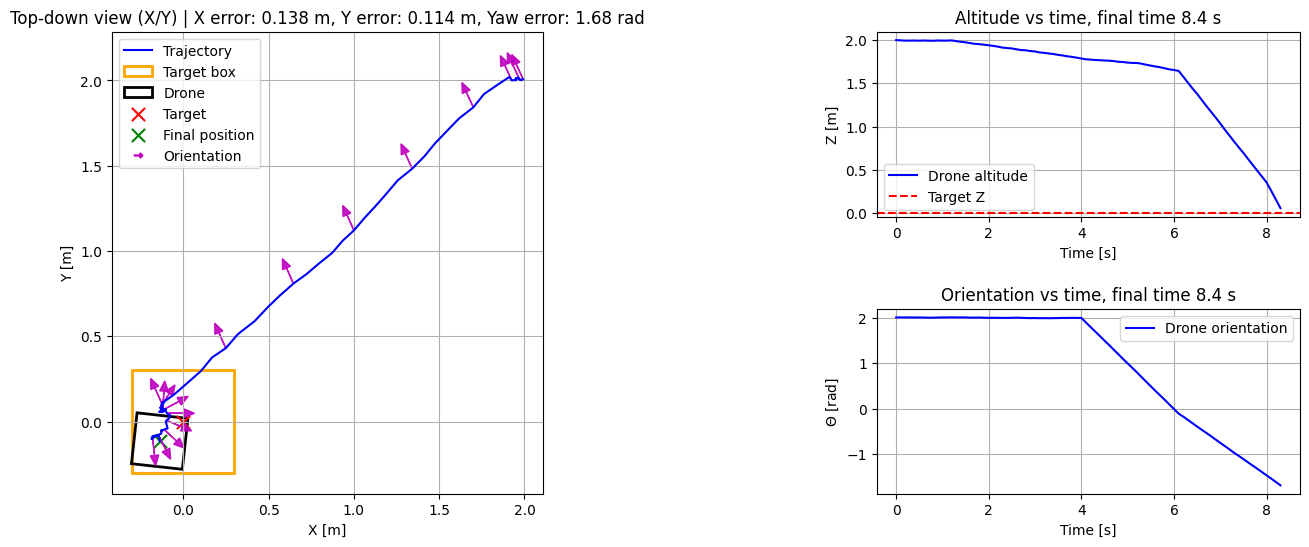 Top-down view (X/Y) | X error: 0.138 m, Y error: 0.114 m, Yaw error: 1.68 rad
Trajectory
Target box
Drone
Target
Final position
Orientation
2.0
1.5
1.0
0.5
0.0
Y [m]
0.0
0.5
1.0
1.5
2.0
X [m]
Altitude vs time, final time 8.4 s
2.0
1.5
1.0
0.5
0.0
Z [m]
Drone altitude
Target Z
0
2
4
6
8
Time [s]
Orientation vs time, final time 8.4 s
2
1
0
−1
Θ [rad]
Drone orientation
0
2
4
6
8
Time [s]